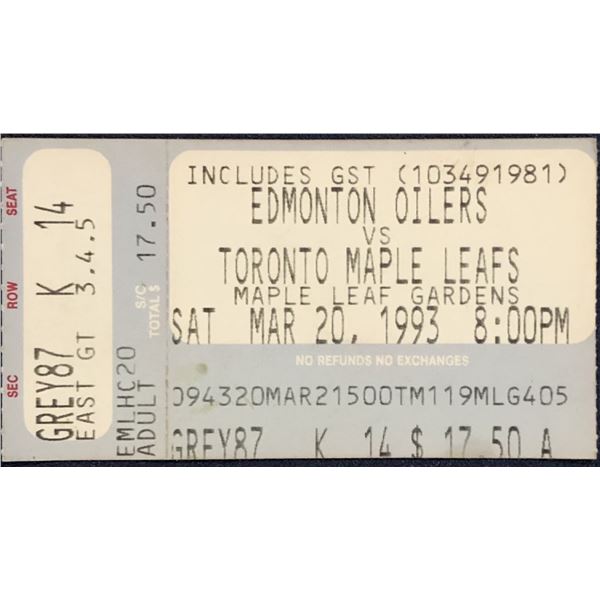 SEC ROW SEAT
GREY87 K 14
EAST GT 3.4.5
EMLHC20 S/C
ADULT TOTAL $ 17.50
INCLUDES GST (103491981)
EDMONTON OILERS
VS
TORONTO MAPLE LEAFS
MAPLE LEAF GARDENS
SAT MAR 20, 1993 8:00PM
NO REFUNDS NO EXCHANGES
094320MAR21500TM119MLG405
GREY87 K 14 $ 17.50 A